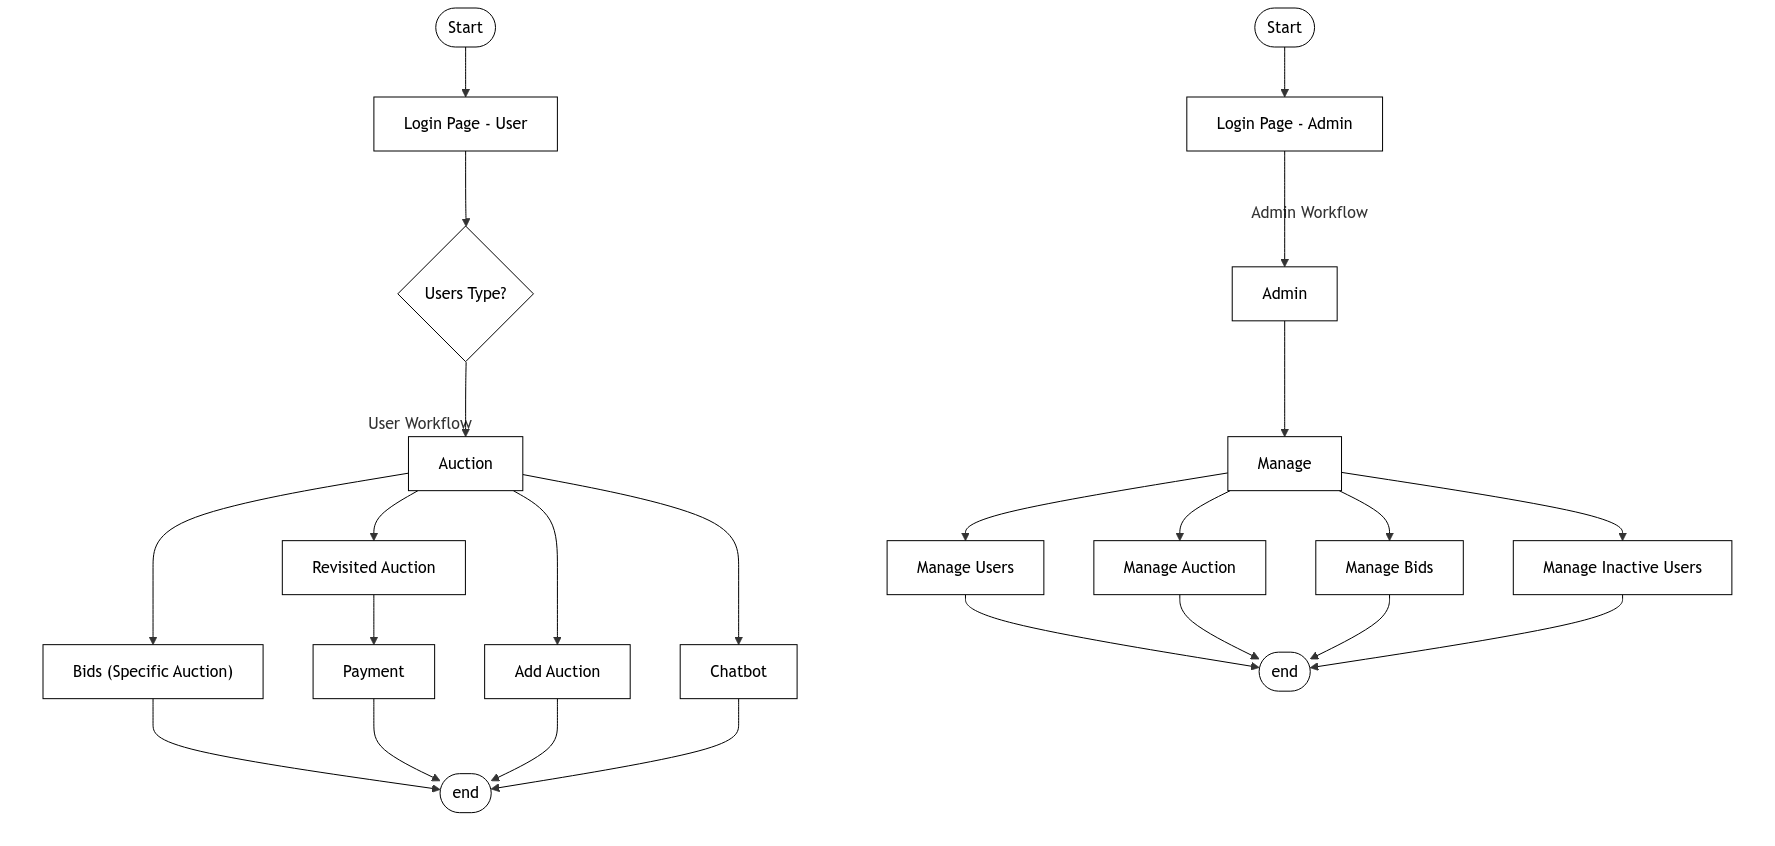 Start
Login Page - User
Users Type?
User Workflow
Auction
Revisited Auction
Bids (Specific Auction)
Payment
Add Auction
Chatbot
end
Start
Login Page - Admin
Admin Workflow
Admin
Manage
Manage Users
Manage Auction
Manage Bids
Manage Inactive Users
end